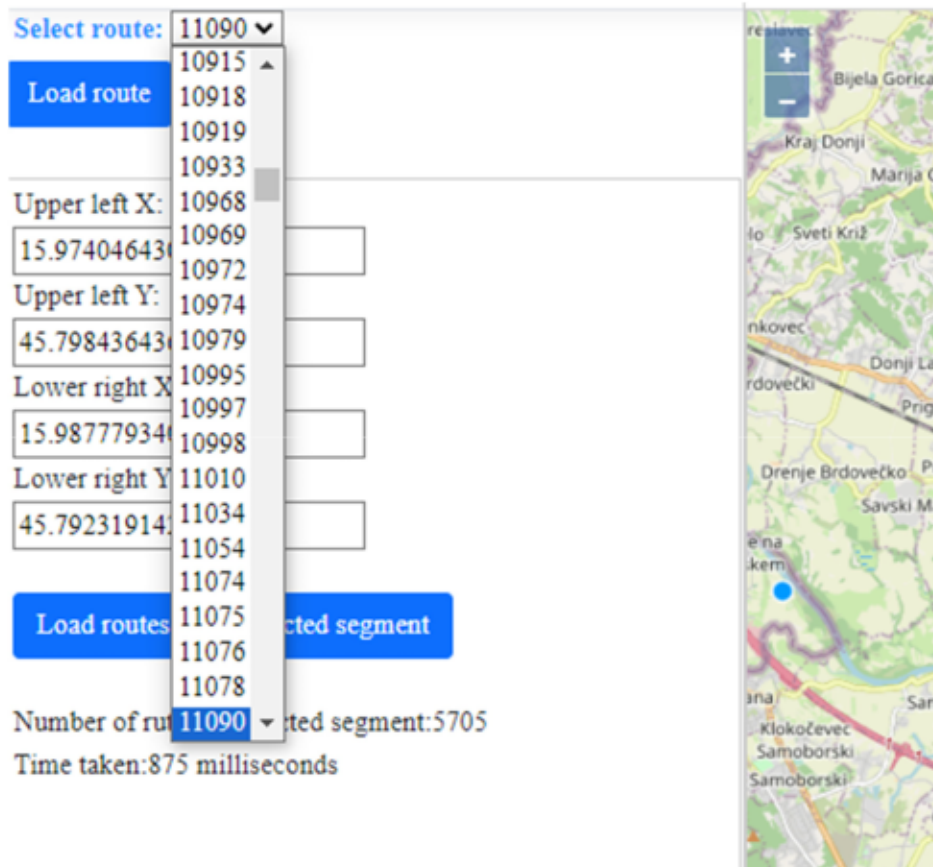 Select route: 11090
Load route
10915
10918
10919
10933
10968
10969
10972
10974
10979
10995
10997
10998
11010
11034
11054
11074
11075
11076
11078
11090
Upper left X:
15.97404643
Upper left Y:
45.79843643
Lower right X
15.98777934
Lower right Y
45.79231914
Load routes cted segment
Number of rut cted segment:5705
Time taken:875 milliseconds
+
−
Bijela Gorica
Kraj Donji
Marija
Sveti Križ
nkovec
Donji La
rdovečki
Prig
Drenje Brdovečko
Savski M
e na
skem
ana
Sar
Klokočevec
Samoborski
Samoborski